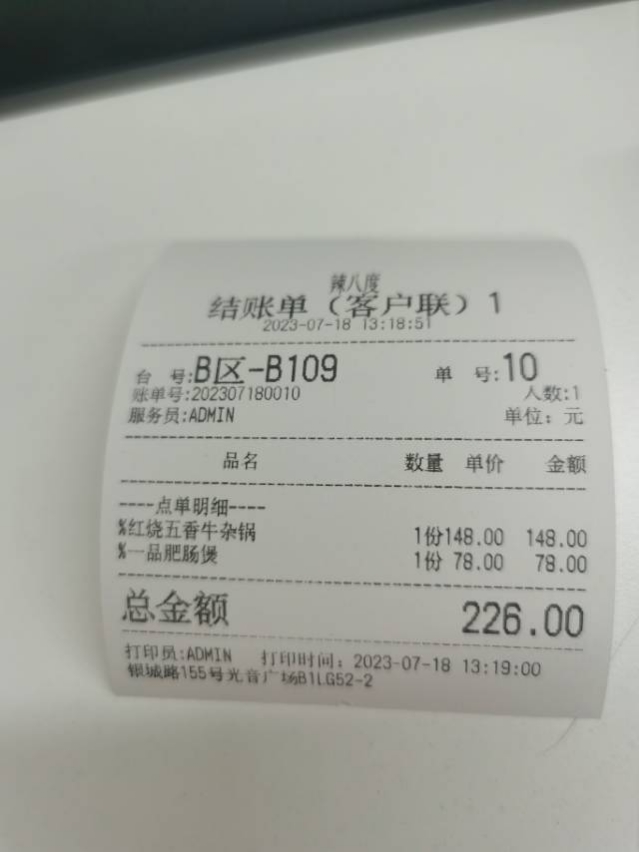 辣八度
结账单（客户联）1
2023-07-18 13:18:51
台 号:B区-B109 单 号:10
账单号:202307180010 人数:1
服务员:ADMIN 单位：元
品名 数量 单价 金额
----点单明细----
%红烧五香牛杂锅 1份148.00 148.00
%一品肥肠煲 1份 78.00 78.00
总金额 226.00
打印员:ADMIN 打印时间：2023-07-18 13:19:00
银城路155号光音广场B1LG52-2